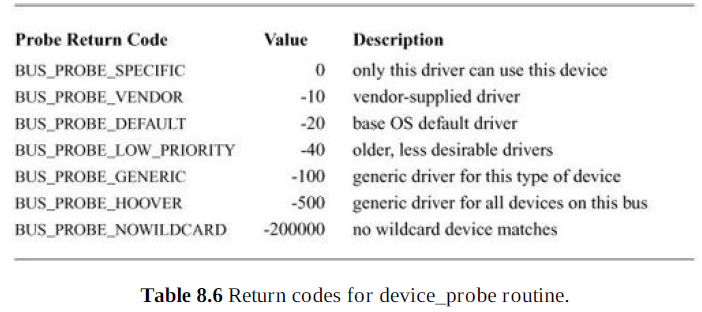 Probe Return Code Value Description
BUS_PROBE_SPECIFIC 0 only this driver can use this device
BUS_PROBE_VENDOR -10 vendor-supplied driver
BUS_PROBE_DEFAULT -20 base OS default driver
BUS_PROBE_LOW_PRIORITY -40 older, less desirable drivers
BUS_PROBE_GENERIC -100 generic driver for this type of device
BUS_PROBE_HOOVER -500 generic driver for all devices on this bus
BUS_PROBE_NOWILDCARD -200000 no wildcard device matches
Table 8.6 Return codes for device_probe routine.